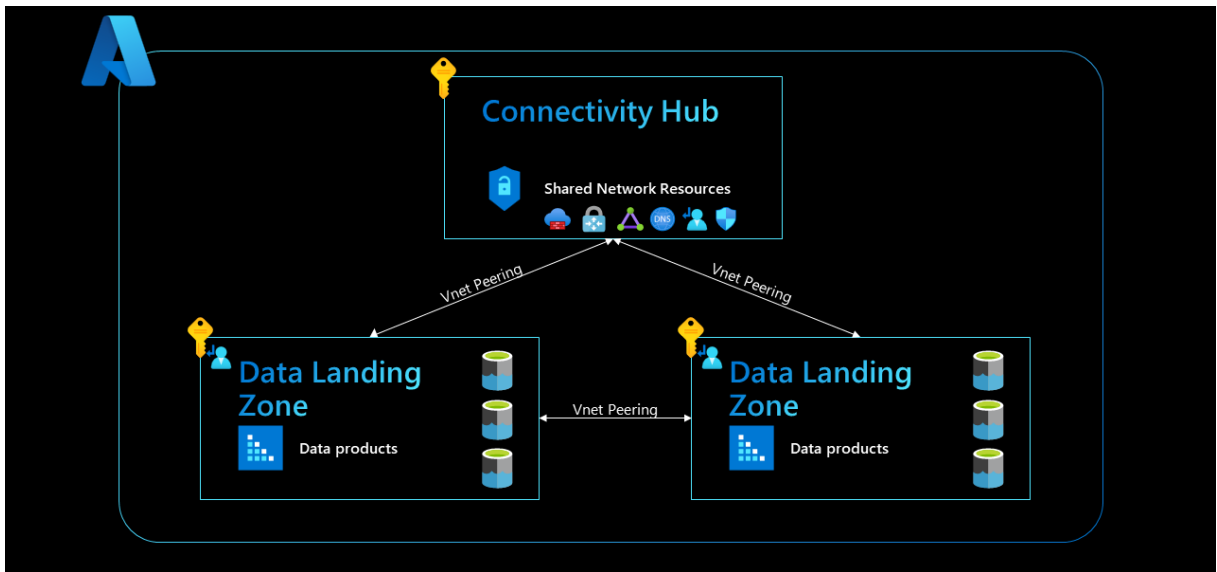 Connectivity Hub
Shared Network Resources
DNS
Vnet Peering
Vnet Peering
Data Landing
Zone
Data products
Vnet Peering
Data Landing
Zone
Data products